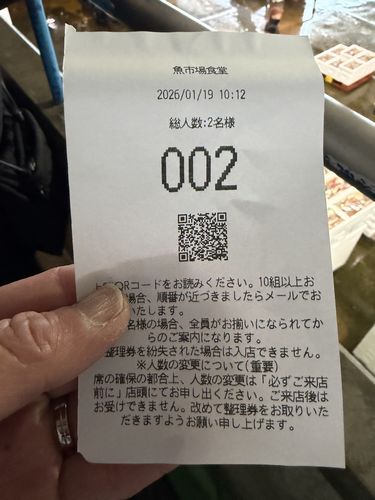 魚市場食堂
2026/01/19 10:12
総人数:2名様
002
QRコードをお読みください。10組以上お
場合、順番が近づきましたらメールでお
いたします。
名様の場合、全員がお揃いになられてか
らのご案内になります。
整理券を紛失された場合は入店できません。
※人数の変更について(重要)
席の確保の都合上、人数の変更は「必ずご来店
前に」店頭にてお申し出ください。ご来店後は
お受けできません。改めて整理券をお取りいた
だきますようお願い申し上げます。